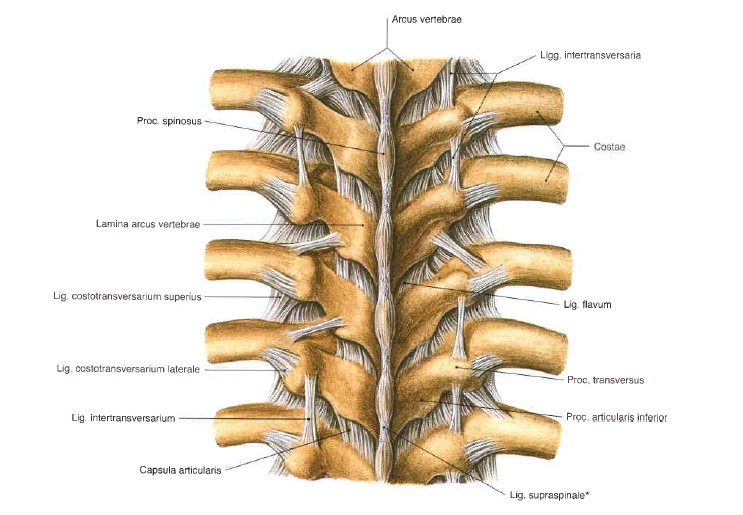 Arcus vertebrae
Ligg. intertransversaria
Proc. spinosus
Costae
Lamina arcus vertebrae
Lig. costotransversarium superius
Lig. flavum
Lig. costotransversarium laterale
Proc. transversus
Lig. intertransversarium
Proc. articularis inferior
Capsula articularis
Lig. supraspinale*